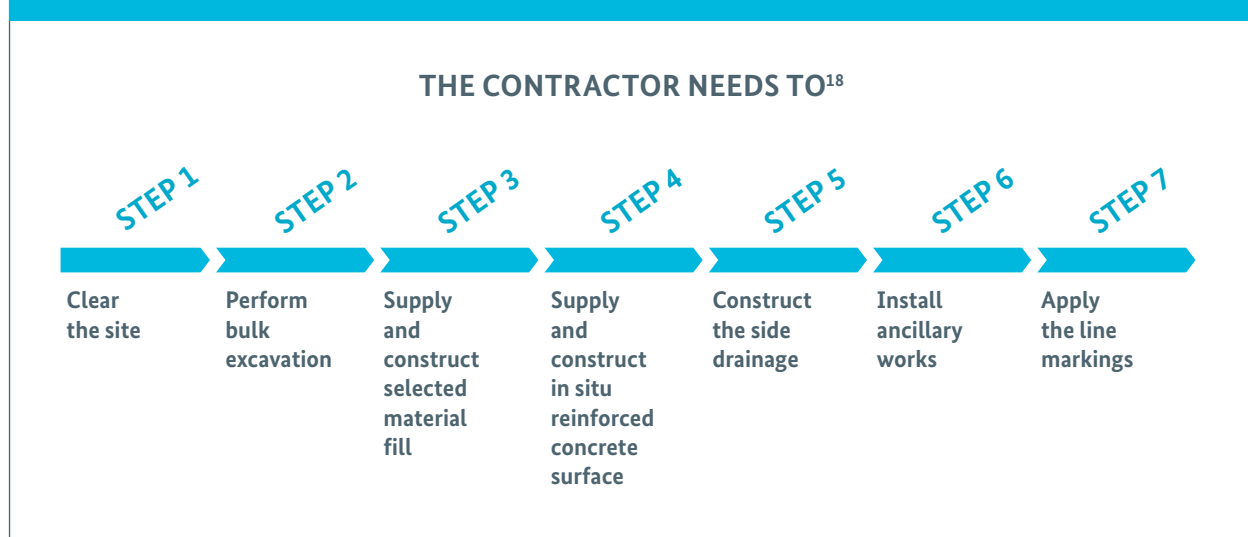 THE CONTRACTOR NEEDS TO18
STEP 1
STEP 2
STEP 3
STEP 4
STEP 5
STEP 6
STEP 7
Clear
the site
Perform
bulk
excavation
Supply
and
construct
selected
material
fill
Supply
and
construct
in situ
reinforced
concrete
surface
Construct
the side
drainage
Install
ancillary
works
Apply
the line
markings